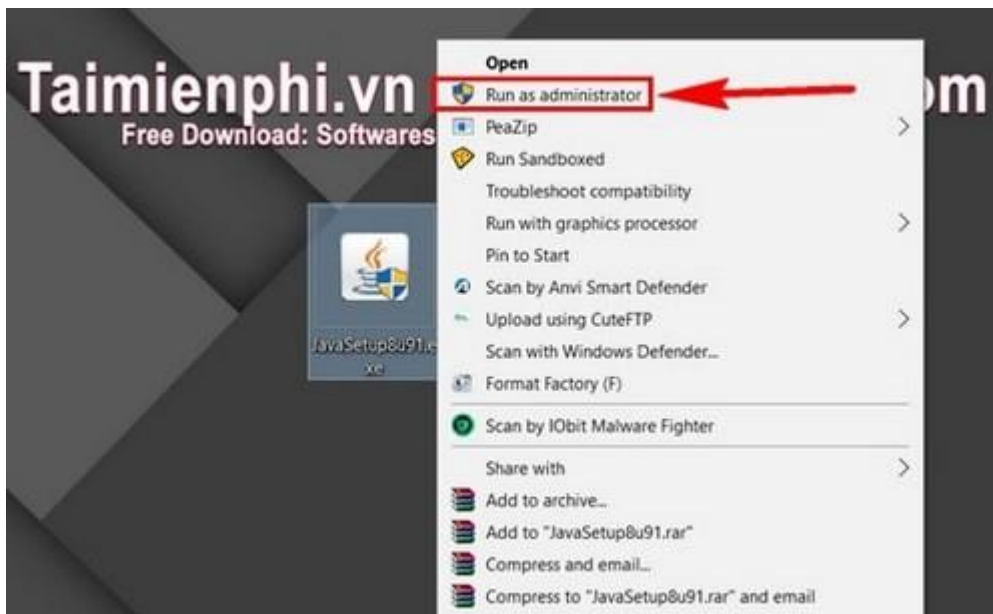 Taimienphi.vn
om
Free Download: Softwares
Open
Run as administrator
PeaZip
Run Sandboxed
Troubleshoot compatibility
Run with graphics processor
Pin to Start
Scan by Anvi Smart Defender
Upload using CuteFTP
Scan with Windows Defender...
Format Factory (F)
Scan by IObit Malware Fighter
Share with
Add to archive...
Add to "JavaSetup8u91.rar"
Compress and email...
Compress to "JavaSetup8u91.rar" and email
JavaSetup8u91.e
xe